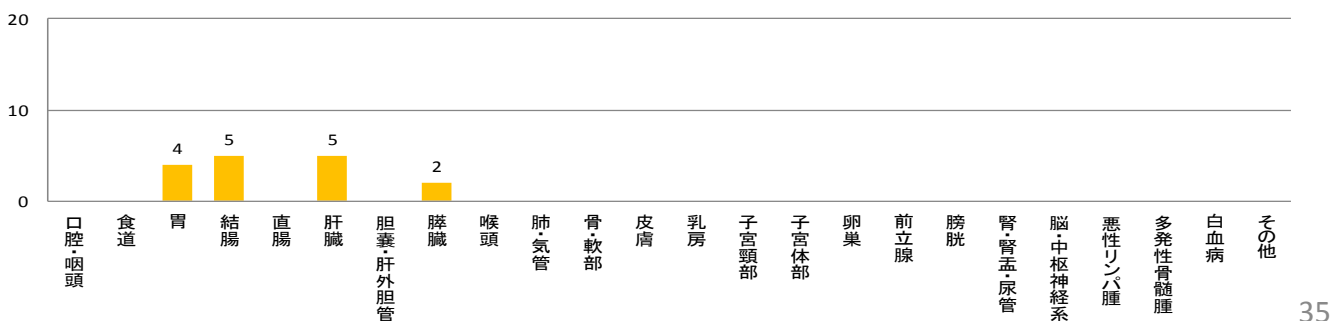 20
10
0
4
5
5
2
口腔・咽頭
食道
胃
結腸
直腸
肝臓
胆嚢・肝外胆管
膵臓
喉頭
肺・気管
骨・軟部
皮膚
乳房
子宮頸部
子宮体部
卵巣
前立腺
膀胱
腎・腎盂・尿管
脳・中枢神経系
悪性リンパ腫
多発性骨髄腫
白血病
その他
35